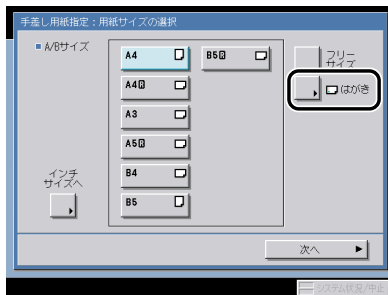 手差し用紙指定：用紙サイズの選択
A/Bサイズ
A4
B5R
フリー
サイズ
A4R
はがき
A3
A5R
インチ
サイズへ
B4
B5
次へ
システム状況/中止